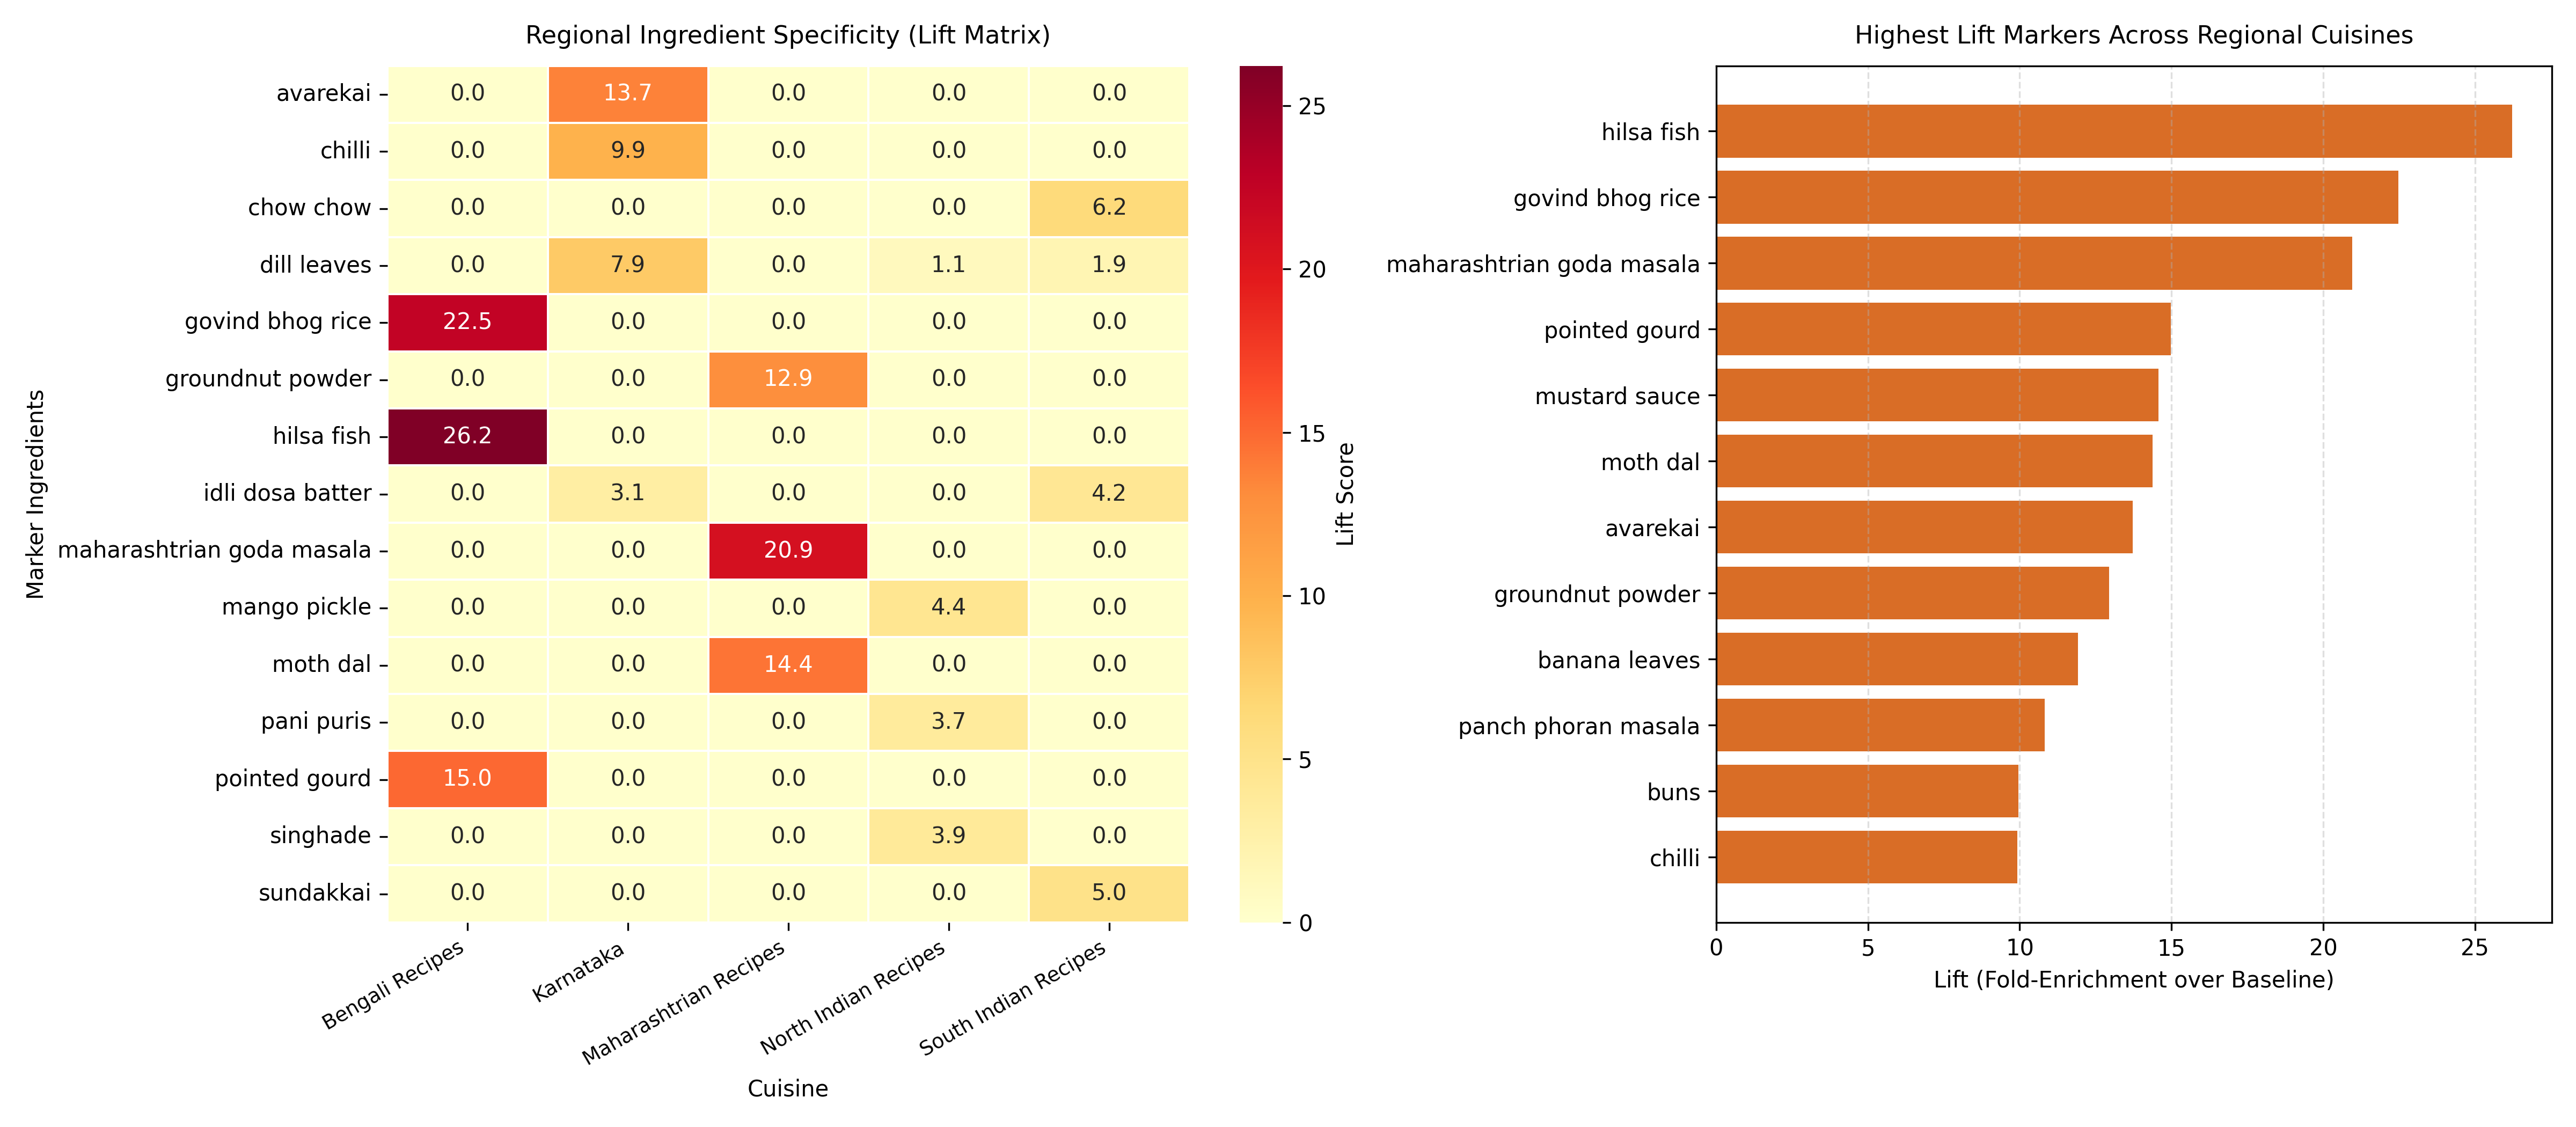 Regional Ingredient Specificity (Lift Matrix)
Marker Ingredients
avarekai 0.0 13.7 0.0 0.0 0.0
chilli 0.0 9.9 0.0 0.0 0.0
chow chow 0.0 0.0 0.0 0.0 6.2
dill leaves 0.0 7.9 0.0 1.1 1.9
govind bhog rice 22.5 0.0 0.0 0.0 0.0
groundnut powder 0.0 0.0 12.9 0.0 0.0
hilsa fish 26.2 0.0 0.0 0.0 0.0
idli dosa batter 0.0 3.1 0.0 0.0 4.2
maharashtrian goda masala 0.0 0.0 20.9 0.0 0.0
mango pickle 0.0 0.0 0.0 4.4 0.0
moth dal 0.0 0.0 14.4 0.0 0.0
pani puris 0.0 0.0 0.0 3.7 0.0
pointed gourd 15.0 0.0 0.0 0.0 0.0
singhade 0.0 0.0 0.0 3.9 0.0
sundakkai 0.0 0.0 0.0 0.0 5.0
Bengali Recipes
Karnataka
Maharashtrian Recipes
North Indian Recipes
South Indian Recipes
Cuisine
25
20
15
10
5
0
Lift Score
Highest Lift Markers Across Regional Cuisines
hilsa fish
govind bhog rice
maharashtrian goda masala
pointed gourd
mustard sauce
moth dal
avarekai
groundnut powder
banana leaves
panch phoran masala
buns
chilli
0 5 10 15 20 25
Lift (Fold-Enrichment over Baseline)